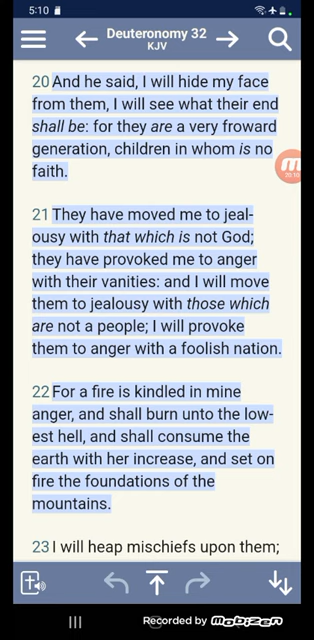 5:10
Deuteronomy 32
KJV
20 And he said, I will hide my face
from them, I will see what their end
shall be: for they are a very froward
generation, children in whom is no
faith.
21 They have moved me to jeal-
ousy with that which is not God;
they have provoked me to anger
with their vanities: and I will move
them to jealousy with those which
are not a people; I will provoke
them to anger with a foolish nation.
22 For a fire is kindled in mine
anger, and shall burn unto the low-
est hell, and shall consume the
earth with her increase, and set on
fire the foundations of the
mountains.
23 I will heap mischiefs upon them;
Recorded by mobizen